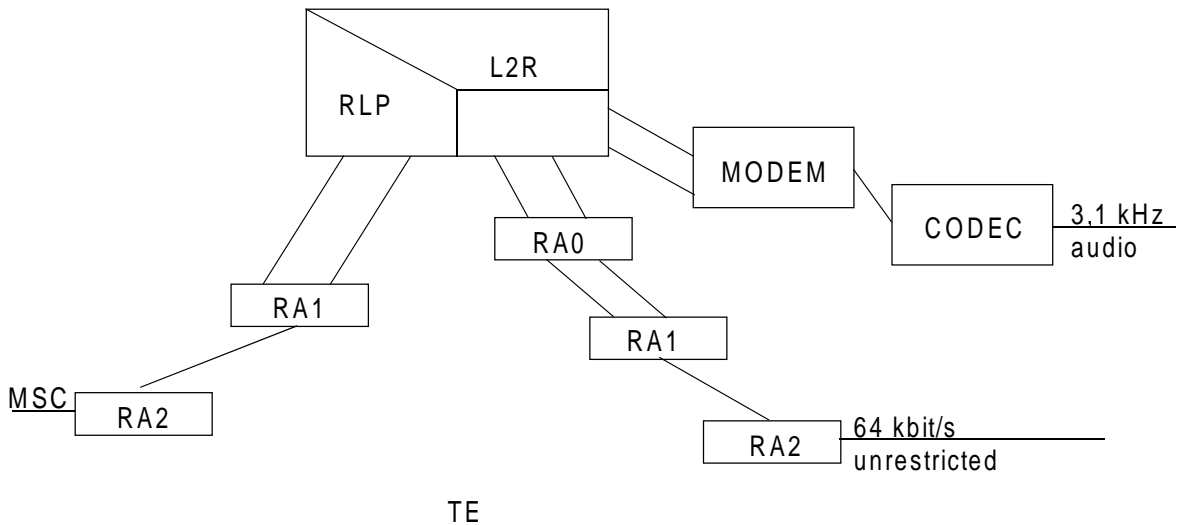 L2R
RLP
MODEM
CODEC
3,1 kHz
audio
RA0
RA1
RA1
MSC
RA2
RA2
64 kbit/s
unrestricted
TE